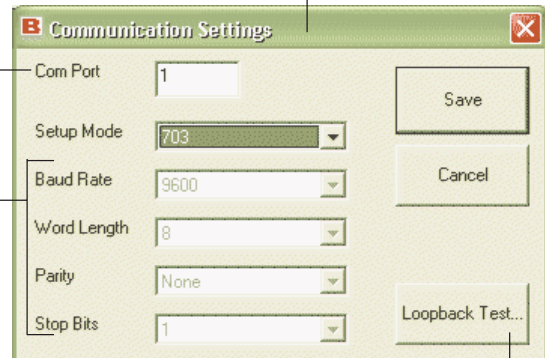 B Communication Settings
Com Port 1
Save
Setup Mode 703
Baud Rate 9600
Cancel
Word Length 8
Parity None
Loopback Test...
Stop Bits 1